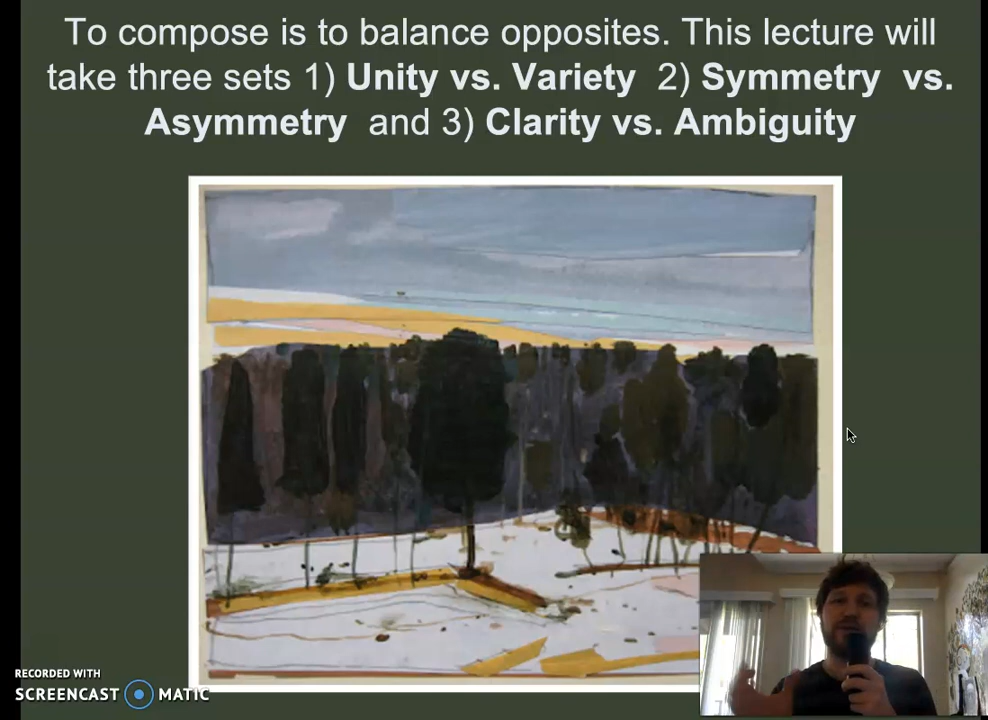 To compose is to balance opposites. This lecture will
take three sets 1) Unity vs. Variety 2) Symmetry vs.
Asymmetry and 3) Clarity vs. Ambiguity
RECORDED WITH
SCREENCAST MATIC